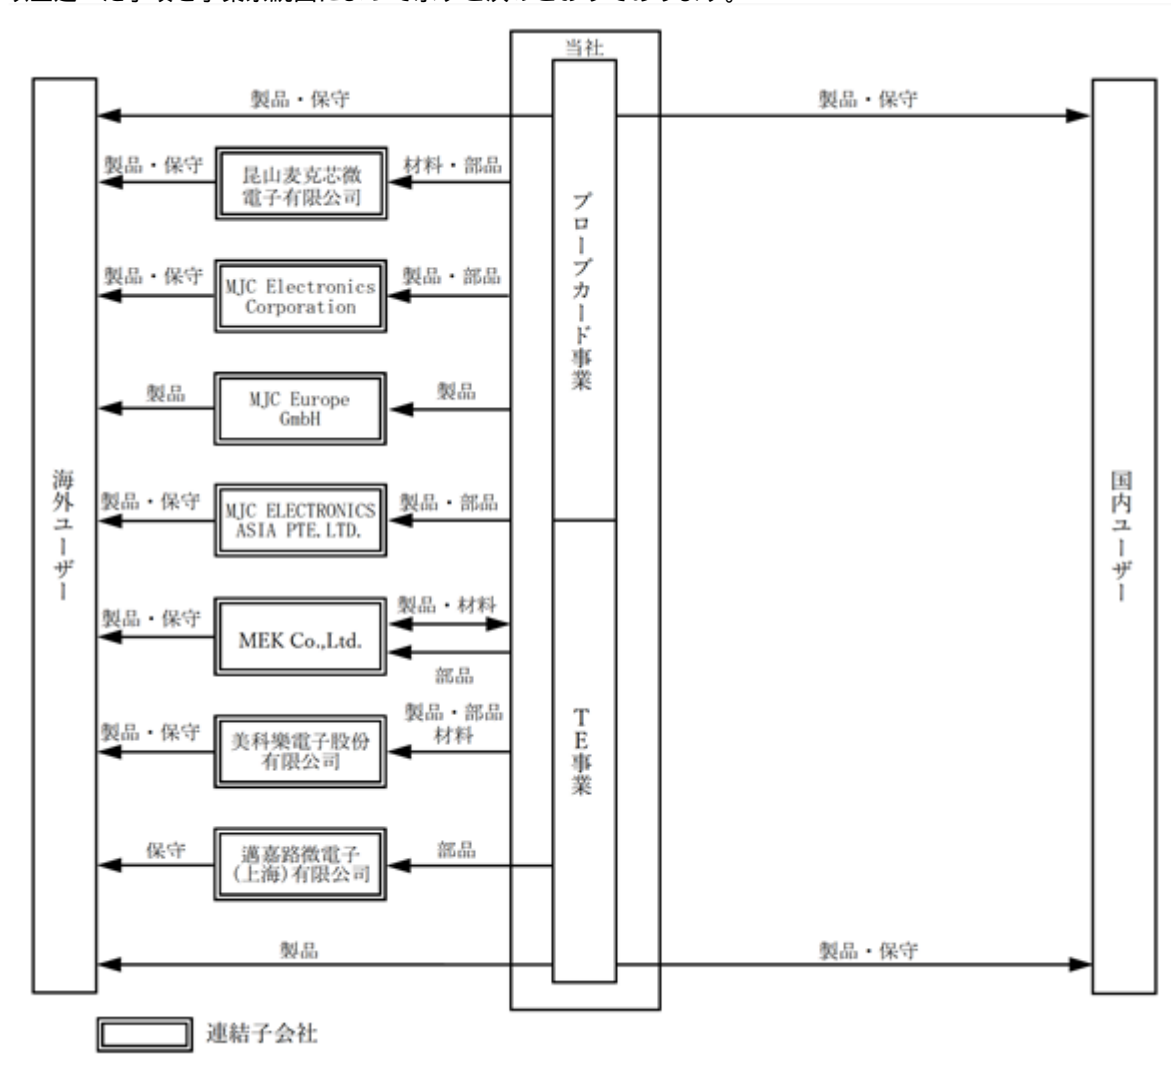 当社
製品・保守
製品・保守
製品・保守
昆山麦克芯微
電子有限公司
材料・部品
プローブカード事業
製品・保守
MJC Electronics
Corporation
製品・部品
製品
MJC Europe
GmbH
製品
海外ユーザー
国内ユーザー
製品・保守
MJC ELECTRONICS
ASIA PTE.LTD.
製品・部品
製品・保守
MEK Co.,Ltd.
製品・材料
部品
TE事業
製品・保守
美科樂電子股份
有限公司
製品・部品
材料
保守
邁嘉路微電子
(上海)有限公司
部品
製品
製品・保守
連結子会社